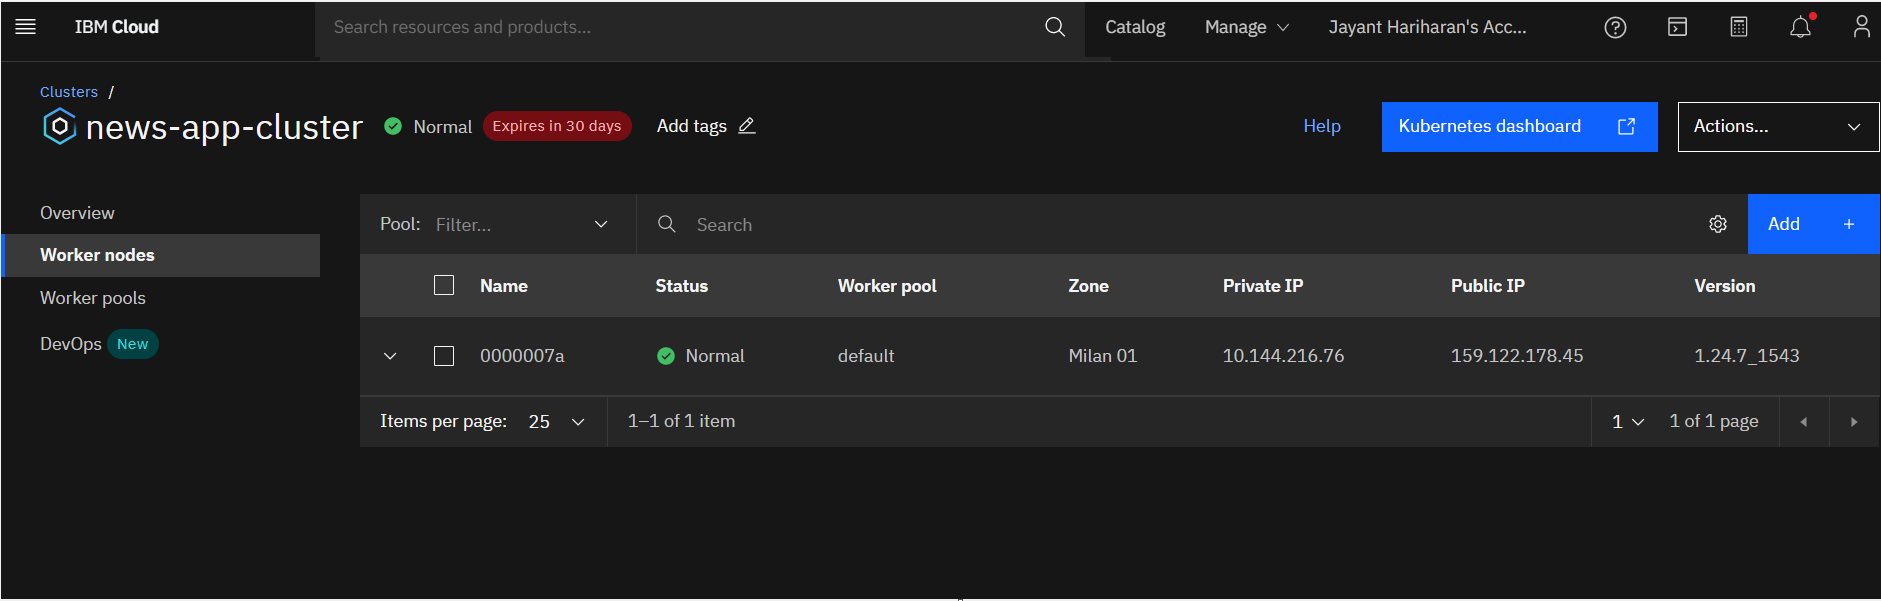 IBM Cloud Search resources and products... Catalog Manage Jayant Hariharan's Acc...
Clusters /
news-app-cluster Normal Expires in 30 days Add tags Help Kubernetes dashboard Actions...
Overview
Worker nodes
Worker pools
DevOps New
Pool: Filter... Search Add +
Name Status Worker pool Zone Private IP Public IP Version
0000007a Normal default Milan 01 10.144.216.76 159.122.178.45 1.24.7_1543
Items per page: 25 1–1 of 1 item 1 1 of 1 page